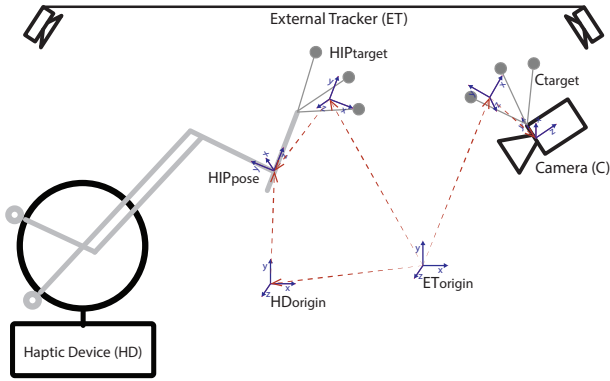 External Tracker (ET)
HIPtarget
Ctarget
Camera (C)
HIPpose
HDorigin
ETorigin
Haptic Device (HD)
y
x
z
y
x
z